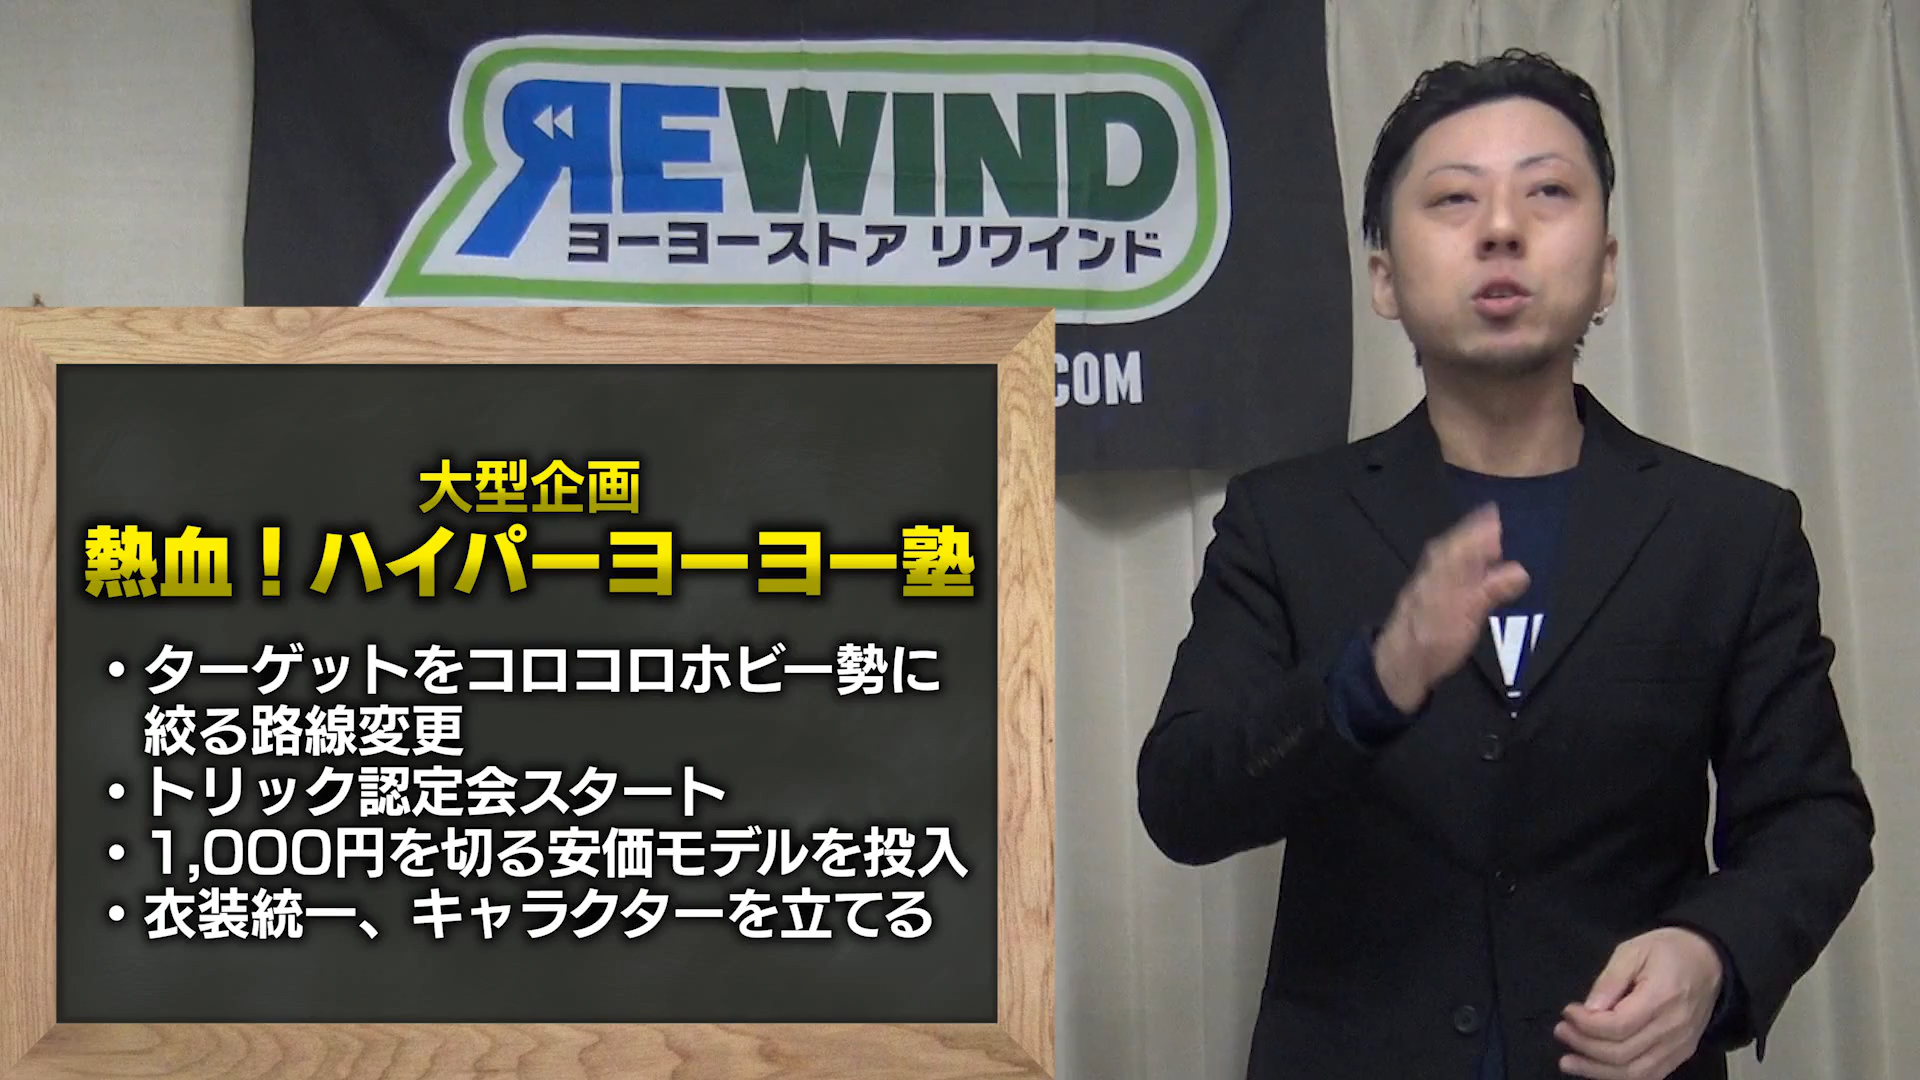 REWIND
ヨーヨーストア リワインド
COM
大型企画
熱血！ハイパーヨーヨー塾
・ターゲットをコロコロホビー勢に
絞る路線変更
・トリック認定会スタート
・1,000円を切る安価モデルを投入
・衣装統一、キャラクターを立てる